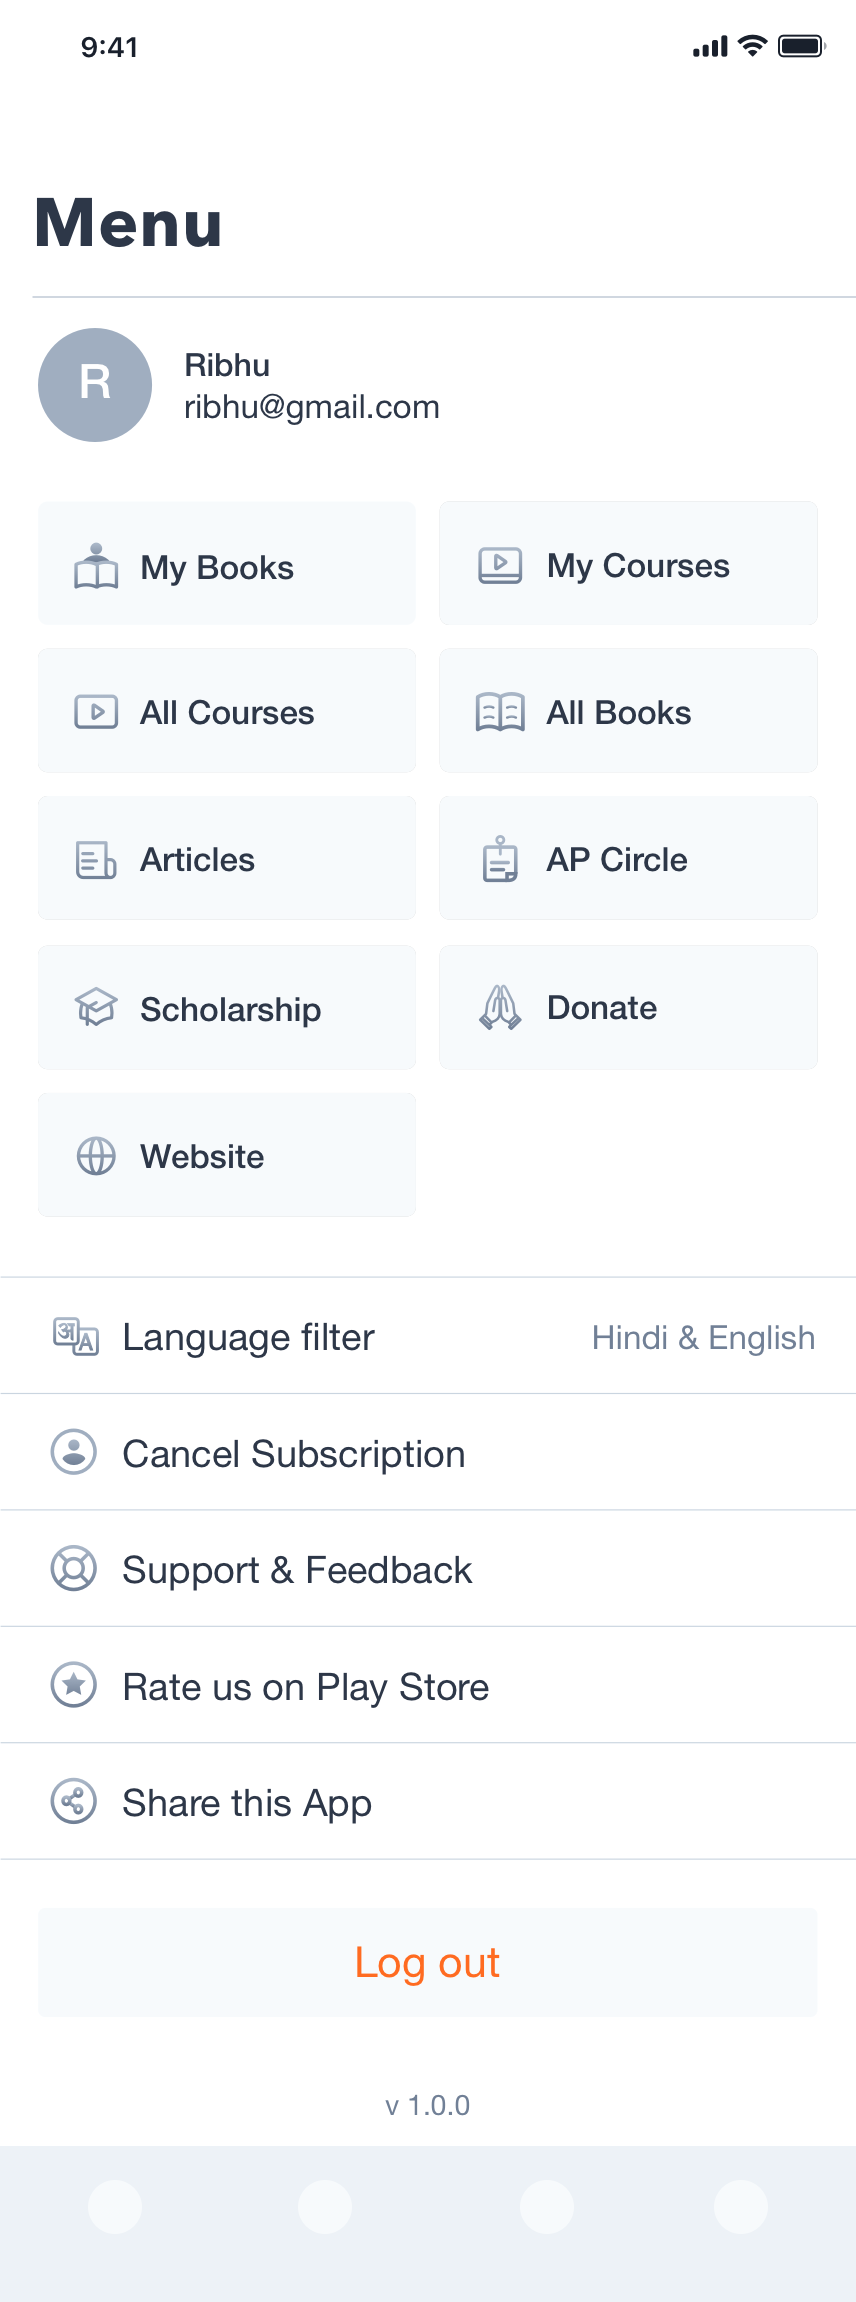 9:41
Menu
R
Ribhu
ribhu@gmail.com
My Books
My Courses
All Courses
All Books
Articles
AP Circle
Scholarship
Donate
Website
अ A
Language filter
Hindi & English
Cancel Subscription
Support & Feedback
Rate us on Play Store
Share this App
Log out
v 1.0.0